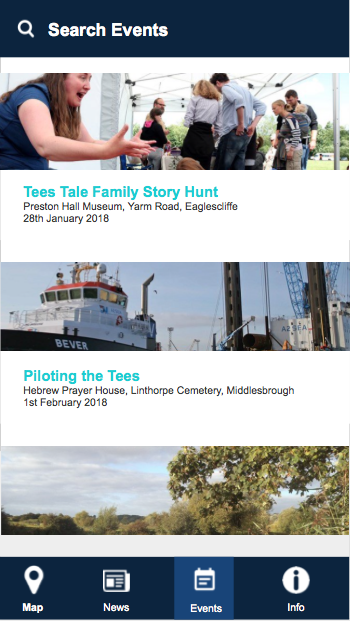 Search Events
Tees Tale Family Story Hunt
Preston Hall Museum, Yarm Road, Eaglescliffe
28th January 2018
BEVER
Piloting the Tees
Hebrew Prayer House, Linthorpe Cemetery, Middlesbrough
1st February 2018
Map
News
Events
Info